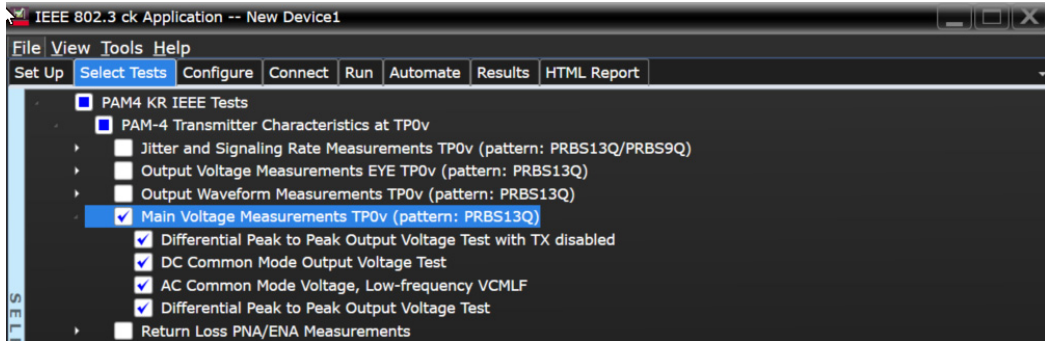 IEEE 802.3 ck Application -- New Device1
File View Tools Help
Set Up Select Tests Configure Connect Run Automate Results HTML Report
PAM4 KR IEEE Tests
PAM-4 Transmitter Characteristics at TP0v
Jitter and Signaling Rate Measurements TP0v (pattern: PRBS13Q/PRBS9Q)
Output Voltage Measurements EYE TP0v (pattern: PRBS13Q)
Output Waveform Measurements TP0v (pattern: PRBS13Q)
Main Voltage Measurements TP0v (pattern: PRBS13Q)
Differential Peak to Peak Output Voltage Test with TX disabled
DC Common Mode Output Voltage Test
AC Common Mode Voltage, Low-frequency VCMLF
Differential Peak to Peak Output Voltage Test
Return Loss PNA/ENA Measurements